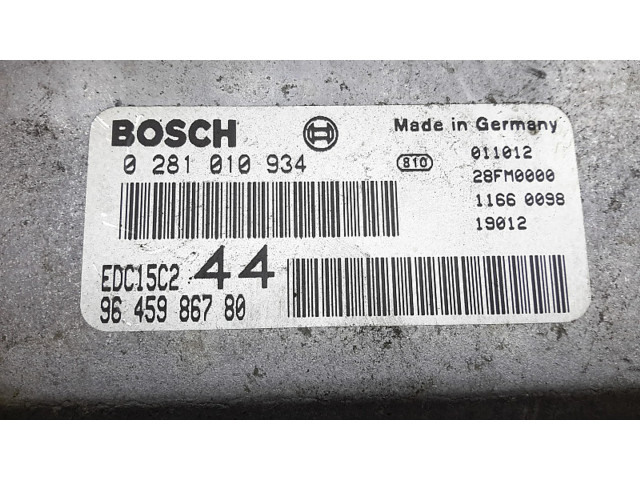 BOSCH
Made in Germany
0 281 010 934
810
011012
28FM0000
1166 0098
19012
EDC15C2 44
96 459 867 80